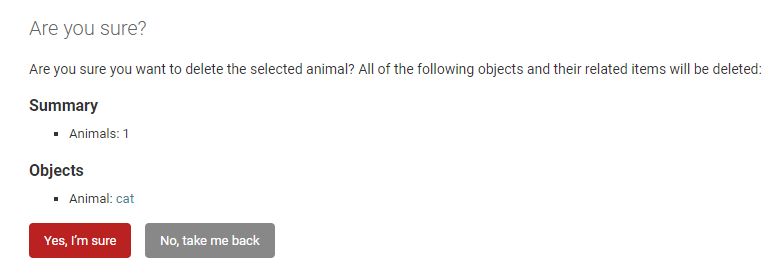 Are you sure?
Are you sure you want to delete the selected animal? All of the following objects and their related items will be deleted:
Summary
Animals: 1
Objects
Animal: cat
Yes, I’m sure
No, take me back